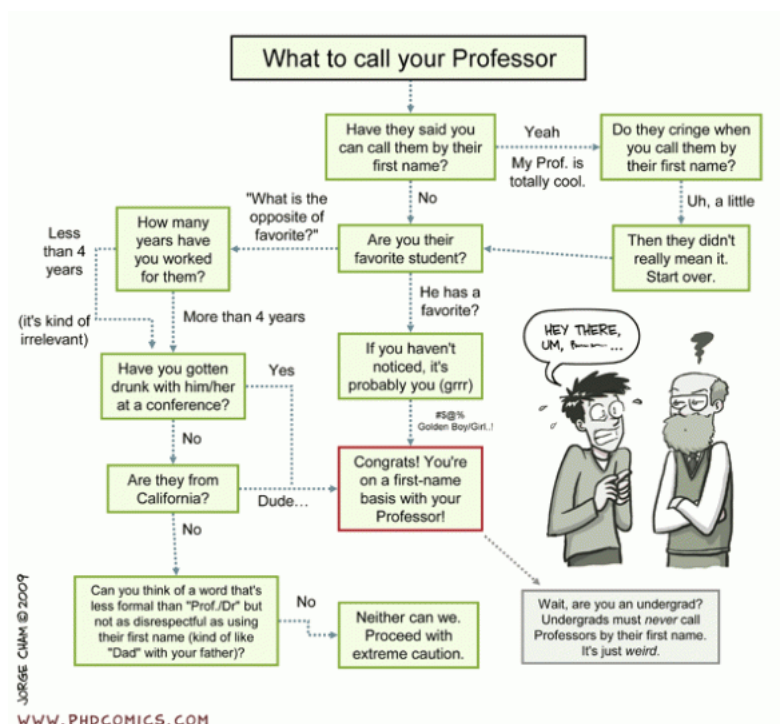 What to call your Professor
Have they said you
can call them by their
first name?
Yeah
My Prof. is
totally cool.
Do they cringe when
you call them by
their first name?
No
Uh, a little
"What is the
opposite of
favorite?"
Are you their
favorite student?
Then they didn't
really mean it.
Start over.
How many
years have
you worked
for them?
Less
than 4
years
(it's kind of
irrelevant)
More than 4 years
He has a
favorite?
If you haven't
noticed, it's
probably you (grrr)
#$@%
Golden Boy/Girl..!
Have you gotten
drunk with him/her
at a conference?
Yes
No
Are they from
California?
Dude...
Congrats! You're
on a first-name
basis with your
Professor!
No
Can you think of a word that's
less formal than "Prof./Dr" but
not as disrespectful as using
their first name (kind of like
"Dad" with your father)?
No
Neither can we.
Proceed with
extreme caution.
Wait, are you an undergrad?
Undergrads must never call
Professors by their first name.
It's just weird.
HEY THERE,
UM, ...
?
JORGE CHAM © 2009
WWW.PHDCOMICS.COM